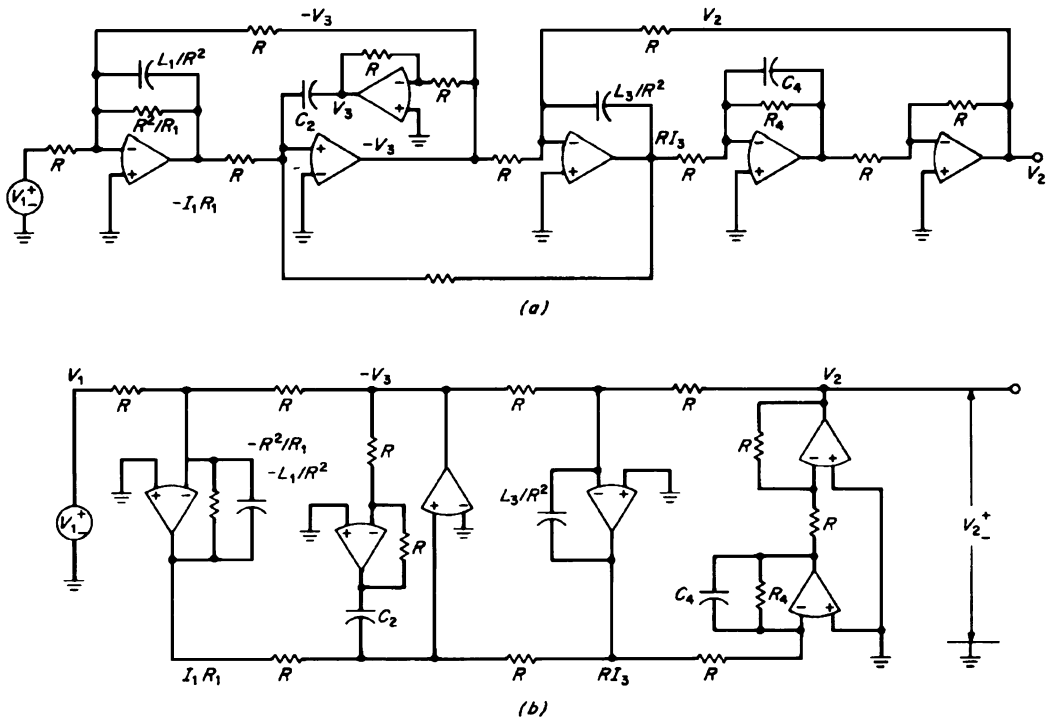 -V₃
V₂
R
L₁/R²
R²/R₁
R
R
C₂
V₃
-V₃
R
R
-I₁R₁
V₁
R
L₃/R²
R
RI₃
R
C₄
R₄
R
R
V₂
(a)
V₁
-V₃
V₂
R
R
R
R
-R²/R₁
-L₁/R²
R
R
C₂
L₃/R²
R
R
C₄
R₄
V₁
V₂
I₁R₁
R
R
RI₃
R
(b)